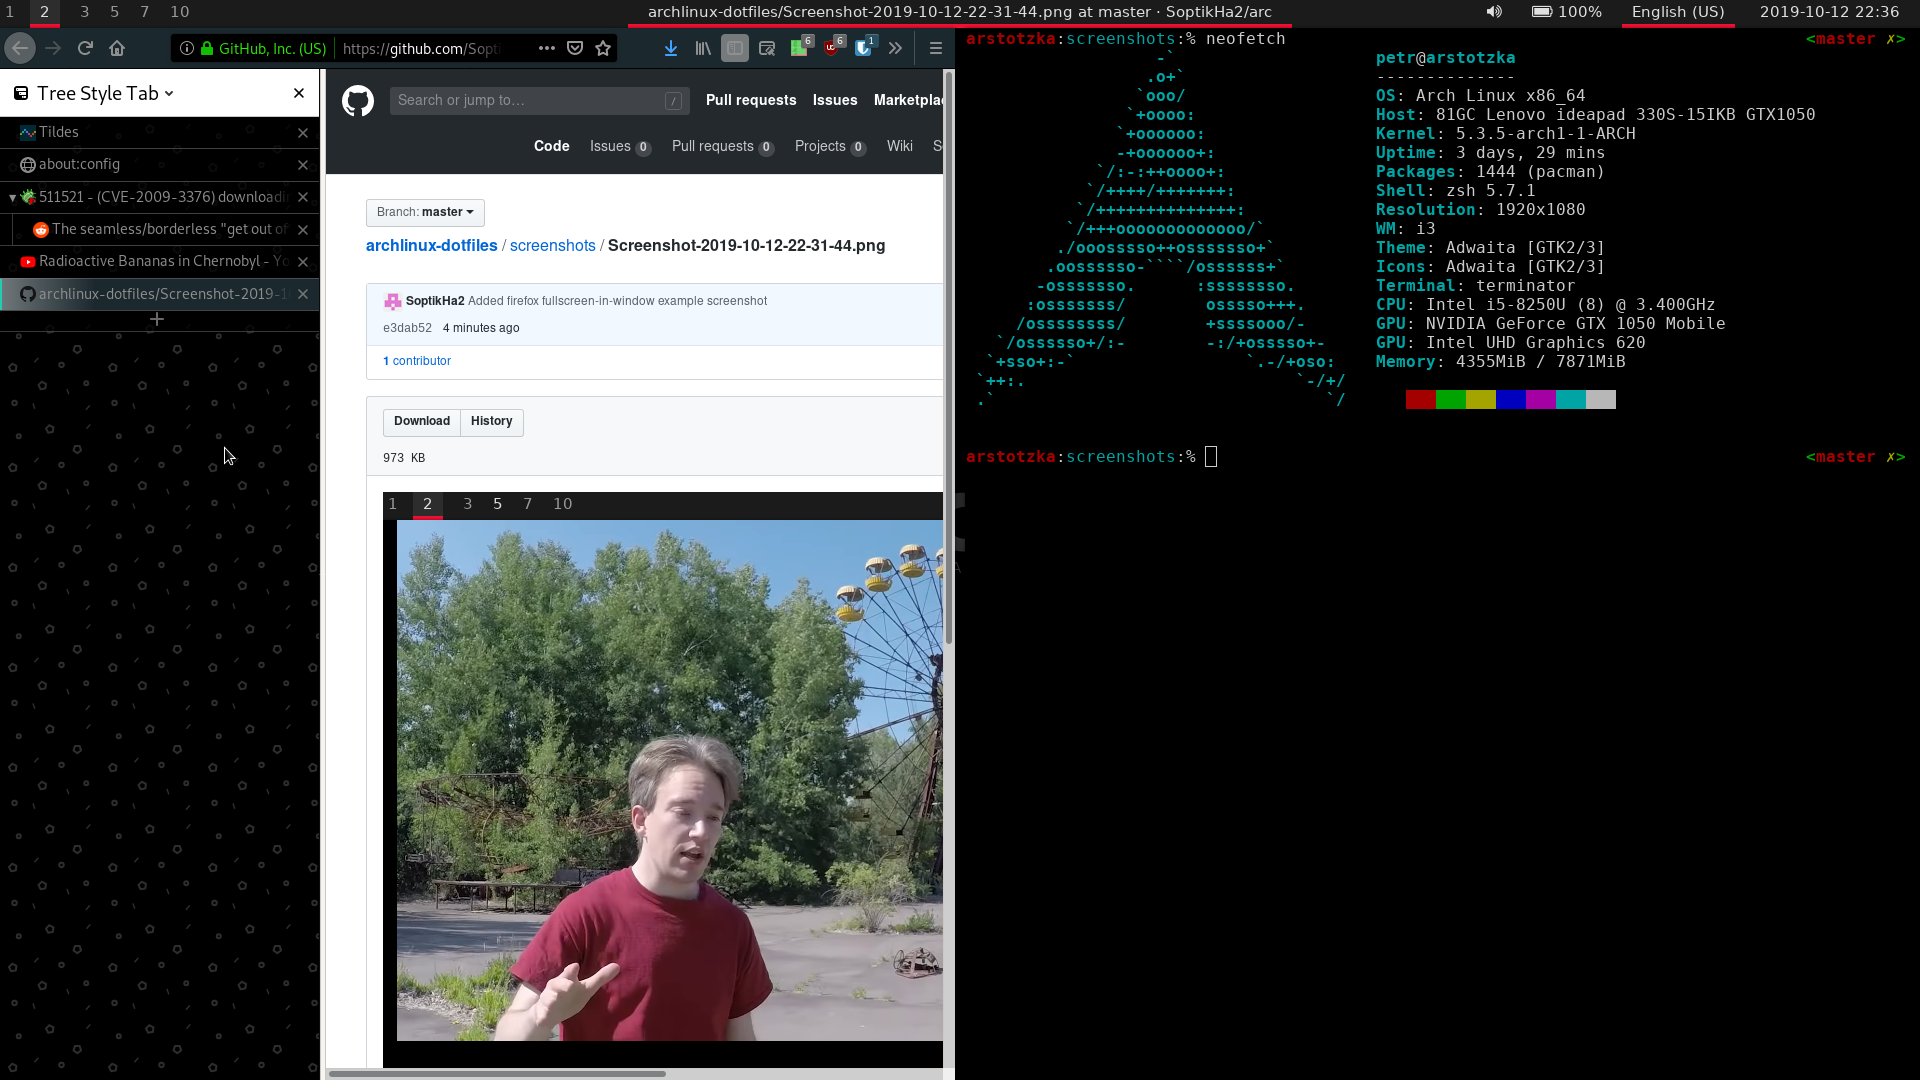 1 2 3 5 7 10
archlinux-dotfiles/Screenshot-2019-10-12-22-31-44.png at master · SoptikHa2/arc
100%
English (US)
2019-10-12 22:36
GitHub, Inc. (US)
https://github.com/Sopti
6
6
1
Tree Style Tab
Tildes
about:config
511521 - (CVE-2009-3376) downloadi
The seamless/borderless "get out of
Radioactive Bananas in Chernobyl - Yo
archlinux-dotfiles/Screenshot-2019-1
Search or jump to…
/
Pull requests
Issues
Marketplac
Code
Issues 0
Pull requests 0
Projects 0
Wiki
S
Branch: master
archlinux-dotfiles / screenshots / Screenshot-2019-10-12-22-31-44.png
SoptikHa2 Added firefox fullscreen-in-window example screenshot
e3dab52 4 minutes ago
1 contributor
Download
History
973 KB
1 2 3 5 7 10
arstotzka:screenshots:% neofetch
<master ✗>
petr@arstotzka
--------------
OS: Arch Linux x86_64
Host: 81GC Lenovo ideapad 330S-15IKB GTX1050
Kernel: 5.3.5-arch1-1-ARCH
Uptime: 3 days, 29 mins
Packages: 1444 (pacman)
Shell: zsh 5.7.1
Resolution: 1920x1080
WM: i3
Theme: Adwaita [GTK2/3]
Icons: Adwaita [GTK2/3]
Terminal: terminator
CPU: Intel i5-8250U (8) @ 3.400GHz
GPU: NVIDIA GeForce GTX 1050 Mobile
GPU: Intel UHD Graphics 620
Memory: 4355MiB / 7871MiB
arstotzka:screenshots:%
<master ✗>